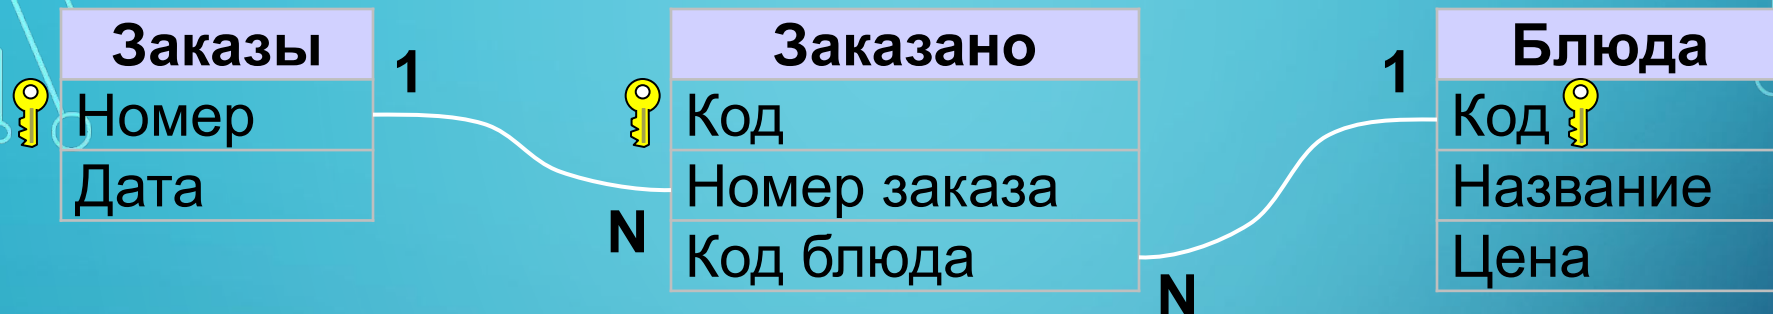 Заказы
1
Номер
Дата
N
Заказано
Код
Номер заказа
Код блюда
N
1
Блюда
Код
Название
Цена